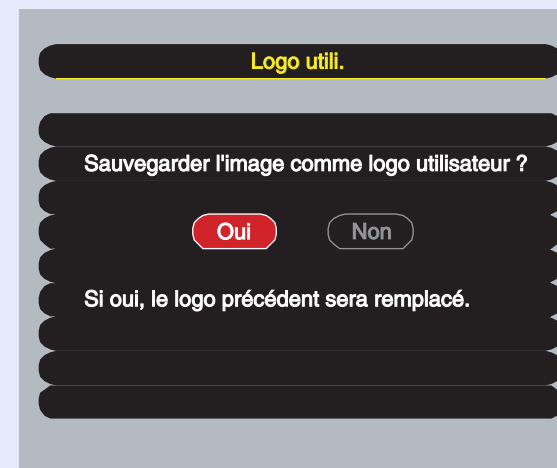 Logo utili.
Sauvegarder l'image comme logo utilisateur ?
Oui Non
Si oui, le logo précédent sera remplacé.